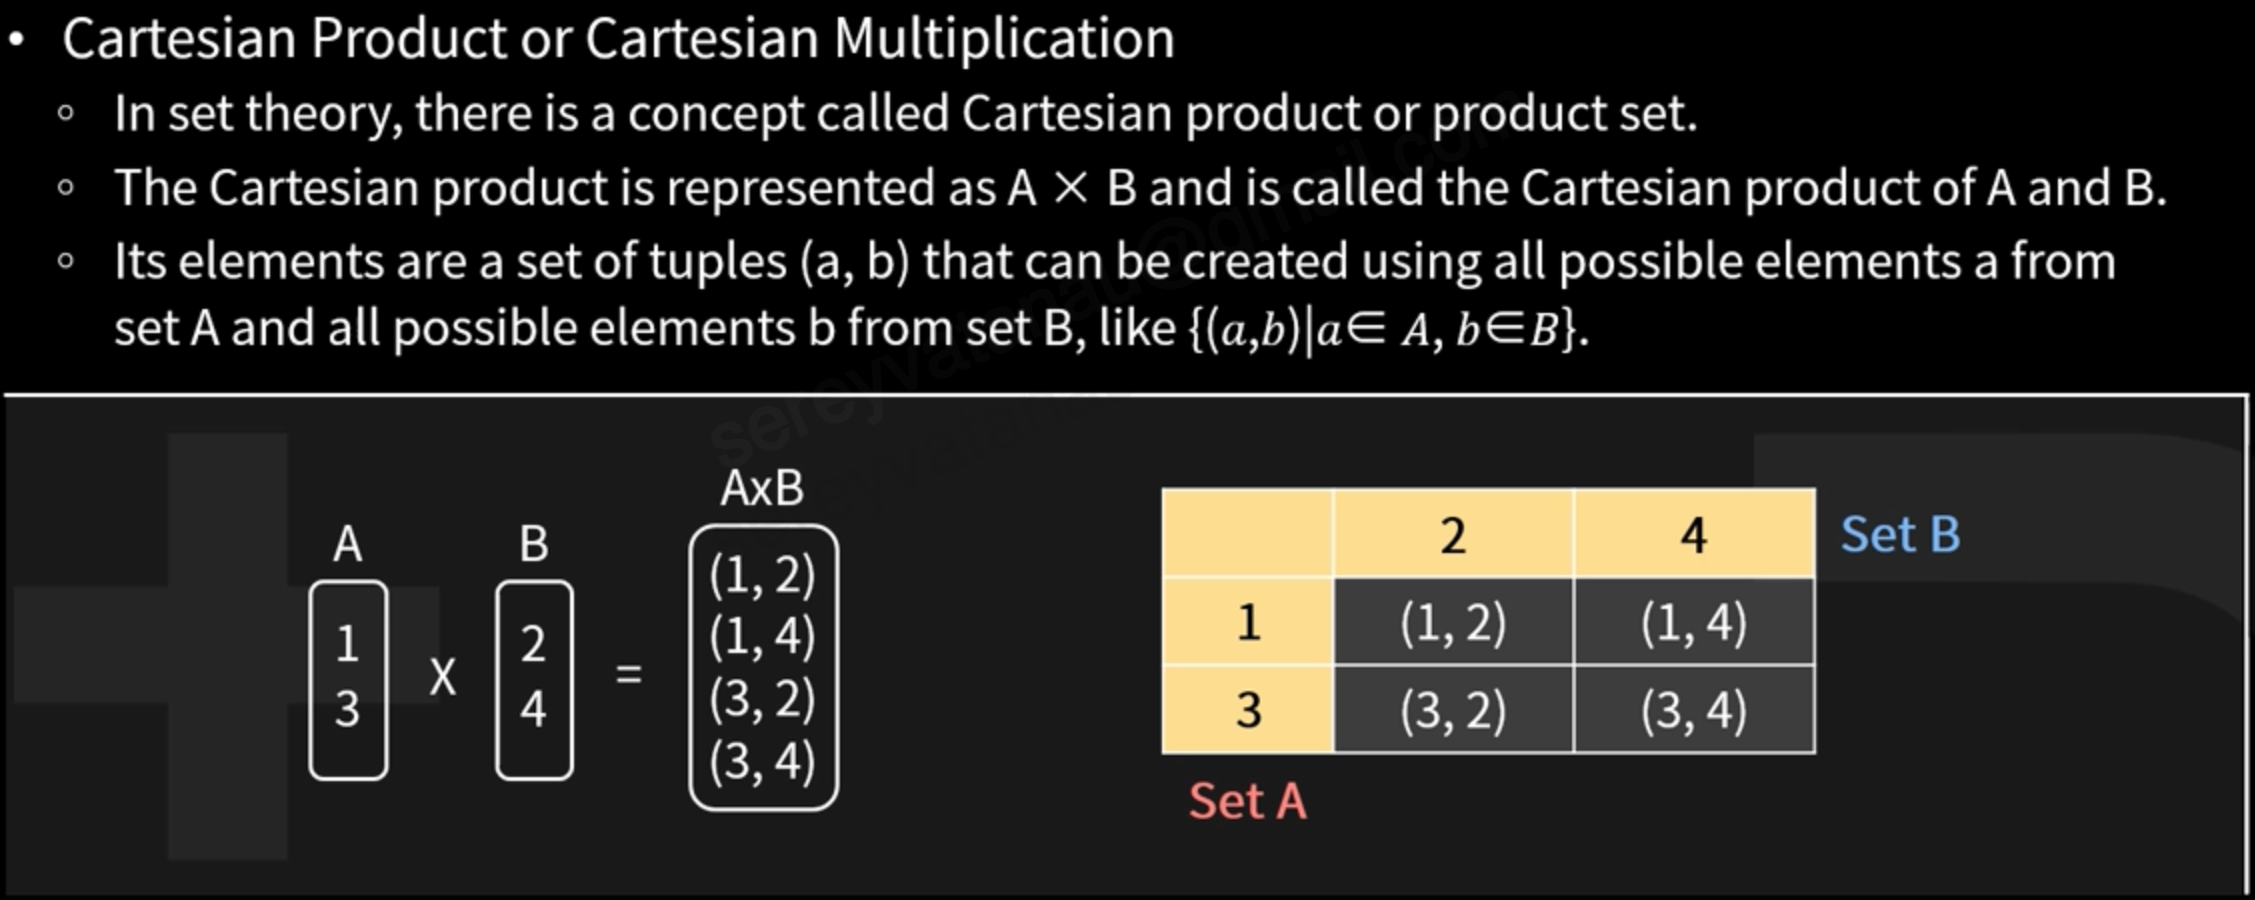 • Cartesian Product or Cartesian Multiplication
◦ In set theory, there is a concept called Cartesian product or product set.
◦ The Cartesian product is represented as A × B and is called the Cartesian product of A and B.
◦ Its elements are a set of tuples (a, b) that can be created using all possible elements a from
set A and all possible elements b from set B, like {(a,b)|a∈ A, b∈B}.
A
1
3
X
B
2
4
=
AxB
(1, 2)
(1, 4)
(3, 2)
(3, 4)
2 4 Set B
1 (1, 2) (1, 4)
3 (3, 2) (3, 4)
Set A